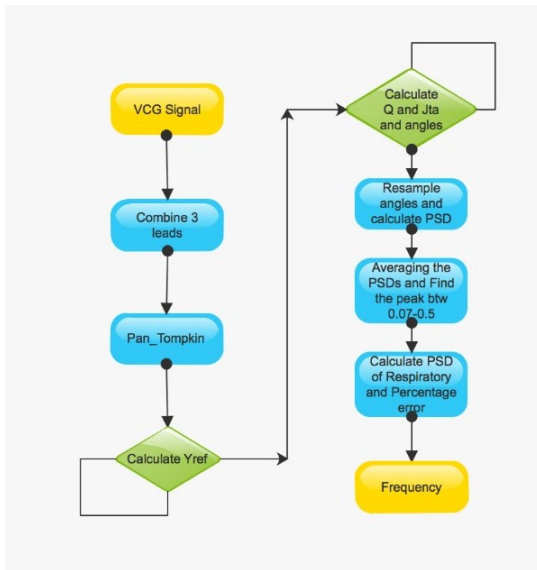 VCG Signal
Combine 3
leads
Pan_Tompkin
Calculate Yref
Calculate
Q and Jta
and angles
Resample
angles and
calculate PSD
Averaging the
PSDs and Find
the peak btw
0.07-0.5
Calculate PSD
of Respiratory
and Percentage
error
Frequency